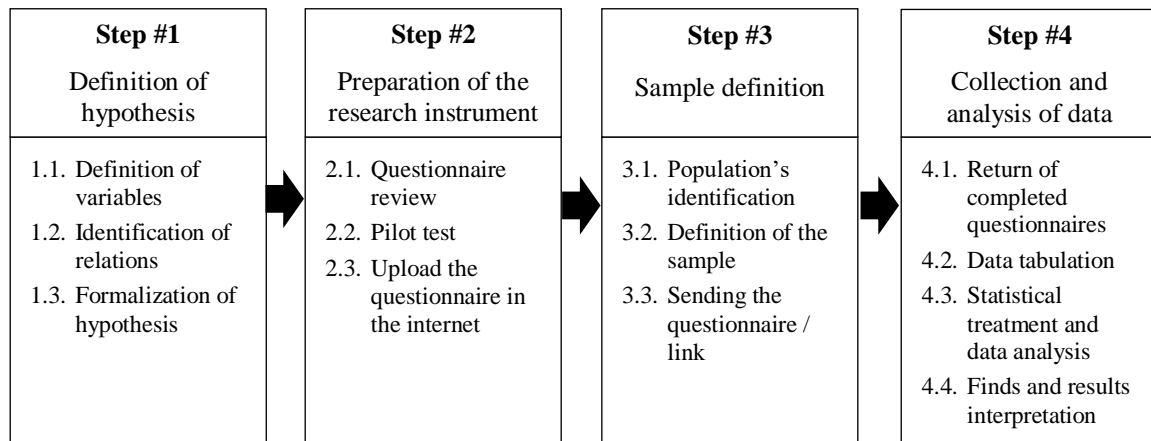 Step #1
Definition of
hypothesis
1.1. Definition of
variables
1.2. Identification of
relations
1.3. Formalization of
hypothesis
Step #2
Preparation of the
research instrument
2.1. Questionnaire
review
2.2. Pilot test
2.3. Upload the
questionnaire in
the internet
Step #3
Sample definition
3.1. Population's
identification
3.2. Definition of the
sample
3.3. Sending the
questionnaire /
link
Step #4
Collection and
analysis of data
4.1. Return of
completed
questionnaires
4.2. Data tabulation
4.3. Statistical
treatment and
data analysis
4.4. Finds and results
interpretation